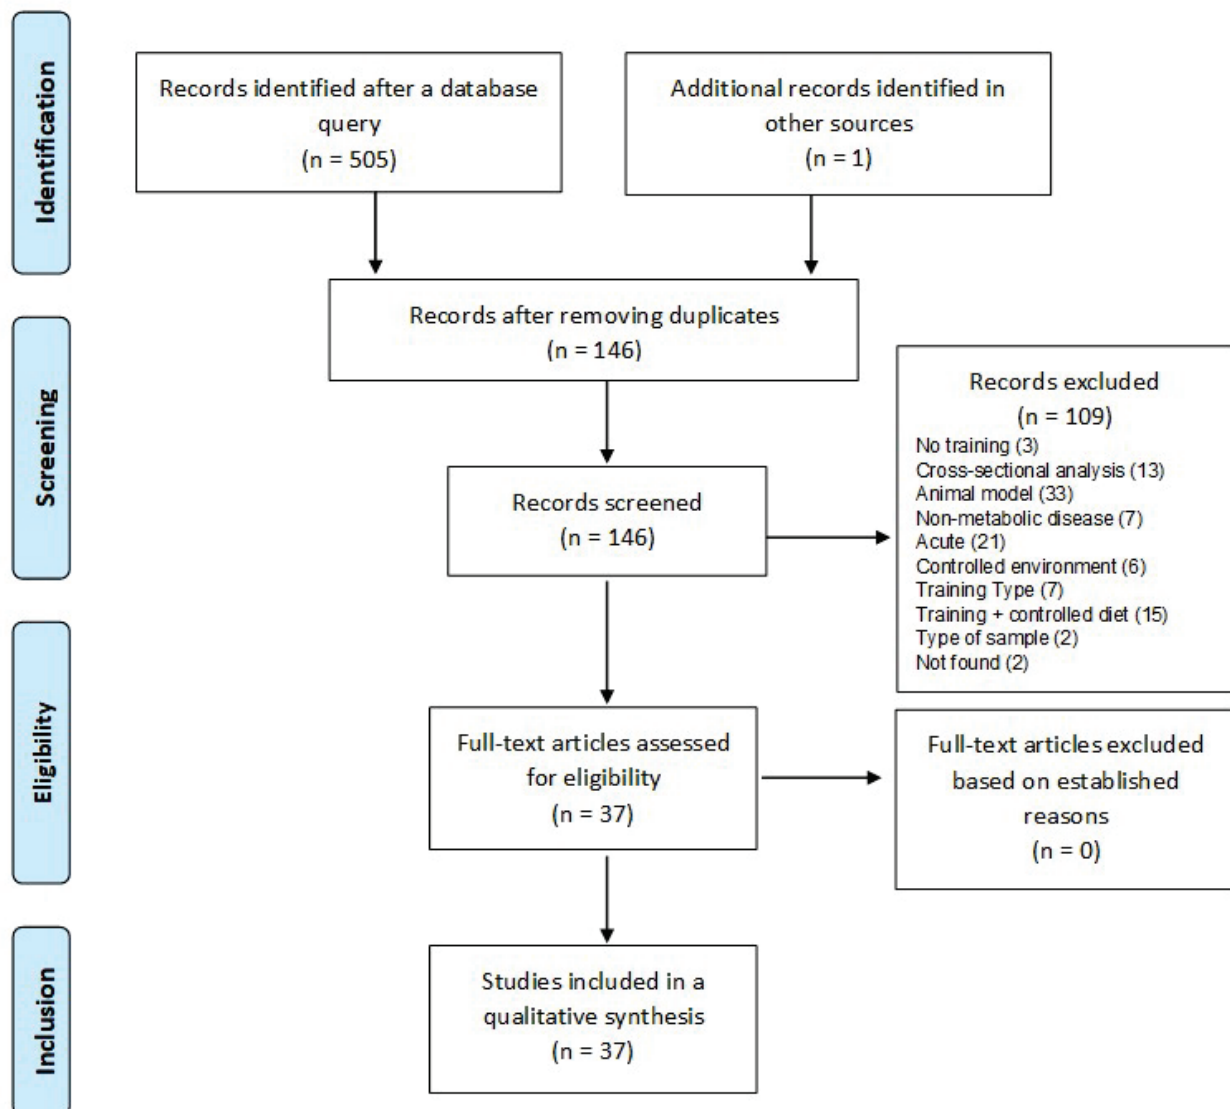 Identification
Records identified after a database
query
(n = 505)
Additional records identified in
other sources
(n = 1)
Records after removing duplicates
(n = 146)
Screening
Records screened
(n = 146)
Records excluded
(n = 109)
No training (3)
Cross-sectional analysis (13)
Animal model (33)
Non-metabolic disease (7)
Acute (21)
Controlled environment (6)
Training Type (7)
Training + controlled diet (15)
Type of sample (2)
Not found (2)
Eligibility
Full-text articles assessed
for eligibility
(n = 37)
Full-text articles excluded
based on established
reasons
(n = 0)
Inclusion
Studies included in a
qualitative synthesis
(n = 37)